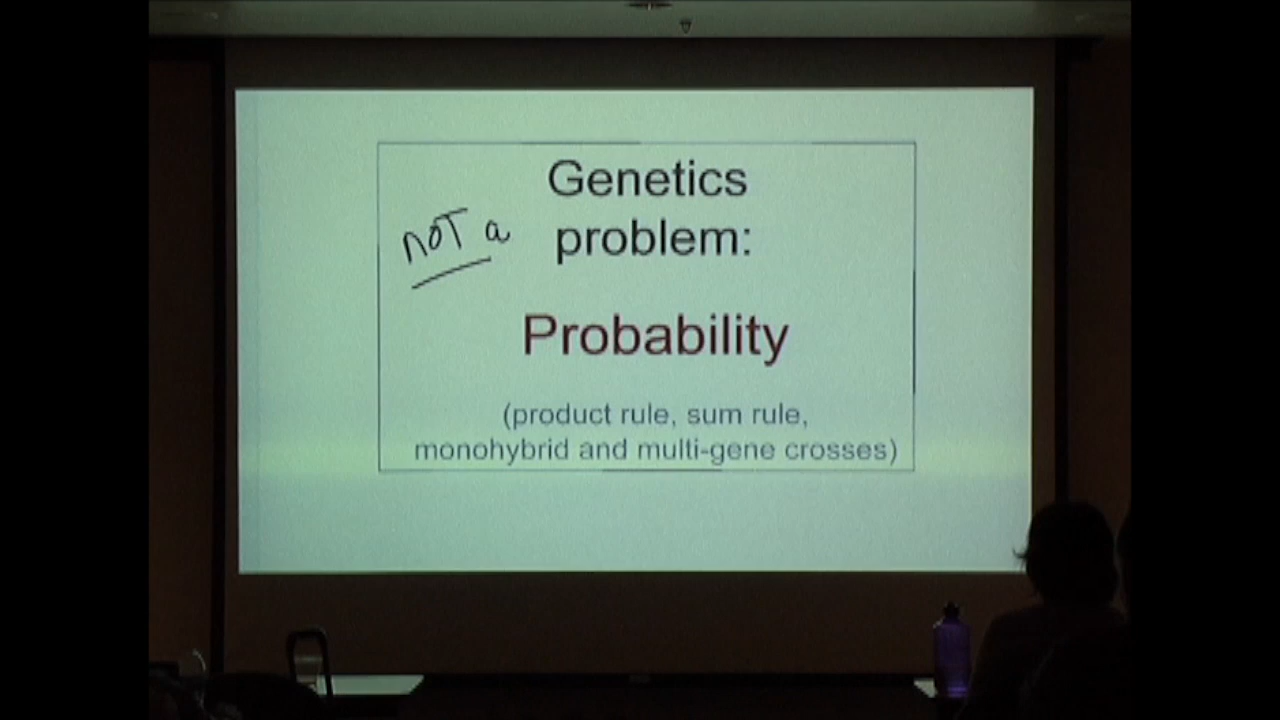 Genetics
noT a problem:
Probability
(product rule, sum rule,
monohybrid and multi-gene crosses)